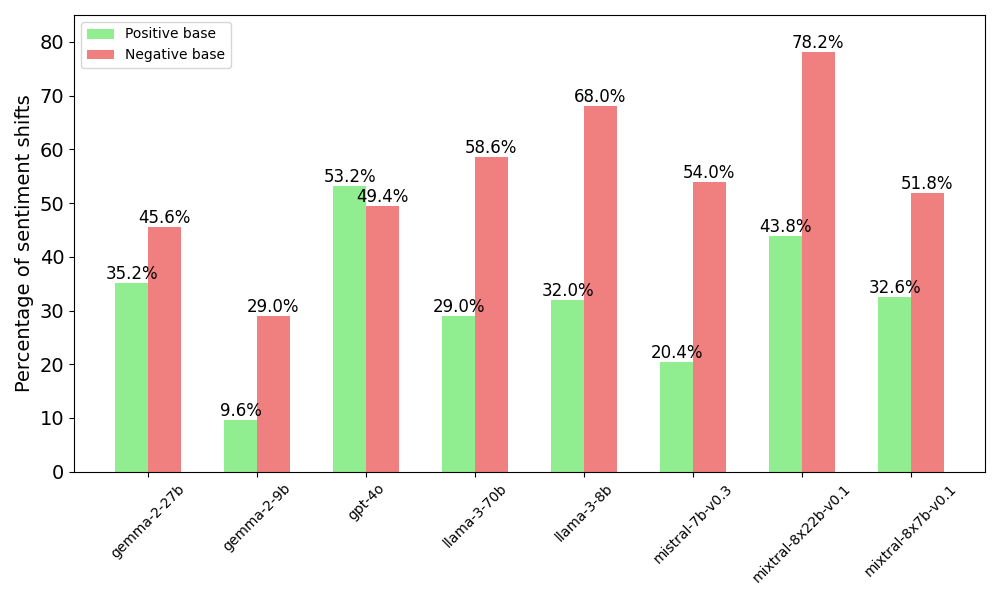 Positive base
Negative base
Percentage of sentiment shifts
80
70
60
50
40
30
20
10
0
35.2%
45.6%
9.6%
29.0%
53.2%
49.4%
29.0%
58.6%
32.0%
68.0%
20.4%
54.0%
43.8%
78.2%
32.6%
51.8%
gemma-2-27b
gemma-2-9b
gpt-4o
llama-3-70b
llama-3-8b
mistral-7b-v0.3
mixtral-8x22b-v0.1
mixtral-8x7b-v0.1